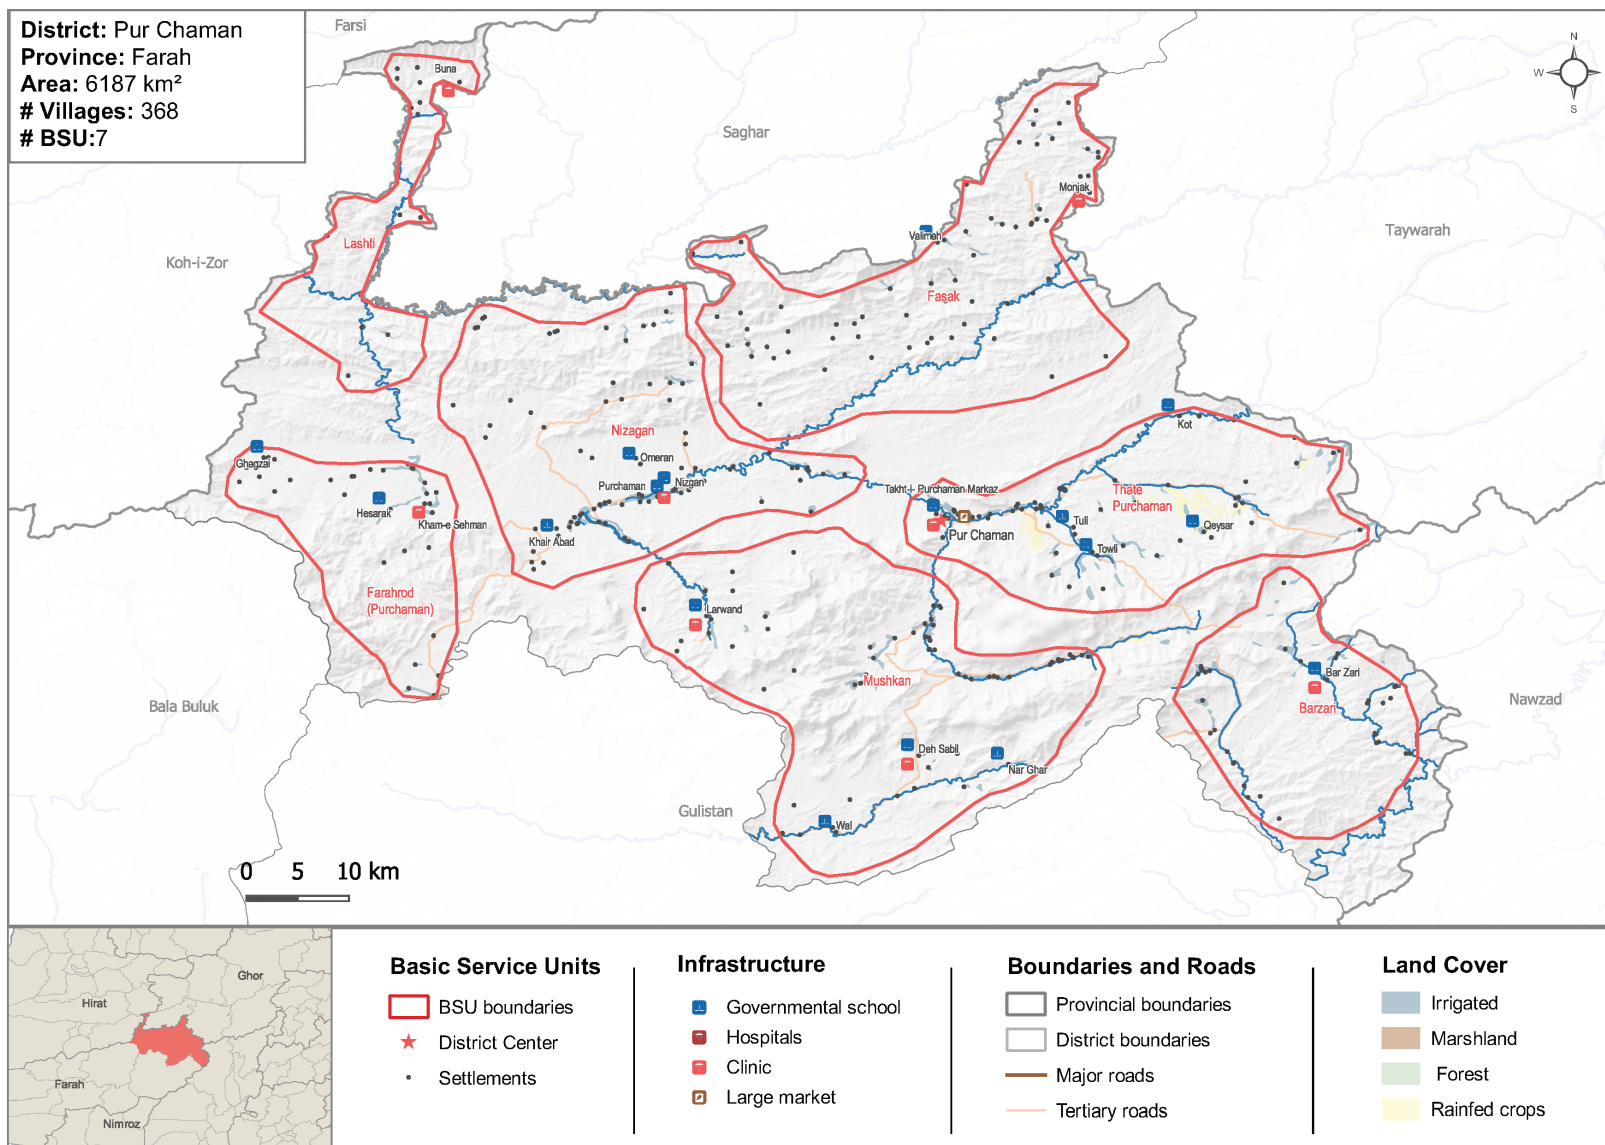 District: Pur Chaman
Province: Farah
Area: 6187 km²
# Villages: 368
# BSU:7
Farsi
Saghar
Koh-i-Zor
Taywarah
Bala Buluk
Gulistan
Nawzad
N
W
S
Buna
Lashti
Monjak
Valimeh
Faşak
Kot
Nizagan
Omeran
Purchaman
Nizgan
Ghagzai
Hesarak
Kham-e Sehman
Khair Abad
Takht-i- Purchaman Markaz
Thate
Purchaman
Tuli
Qeysar
Pur Chaman
Towli
Farahrod
(Purchaman)
Larwand
Mushkan
Bar Zari
Barzari
Deh Sabil
Nar Ghar
Wal
0 5 10 km
Ghor
Hirat
Farah
Nimroz
Basic Service Units
BSU boundaries
District Center
Settlements
Infrastructure
Governmental school
Hospitals
Clinic
Large market
Boundaries and Roads
Provincial boundaries
District boundaries
Major roads
Tertiary roads
Land Cover
Irrigated
Marshland
Forest
Rainfed crops